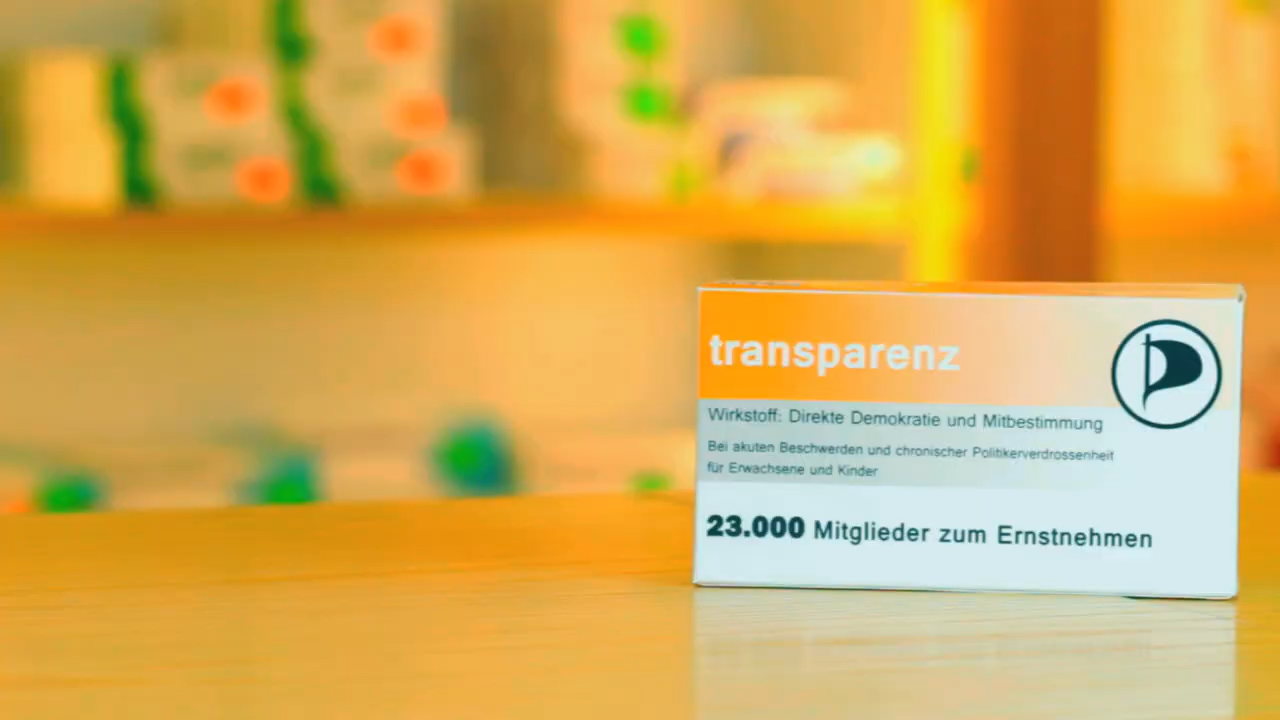 transparenz
Wirkstoff: Direkte Demokratie und Mitbestimmung
Bei akuten Beschwerden und chronischer Politikerverdrossenheit
für Erwachsene und Kinder
23.000 Mitglieder zum Ernstnehmen